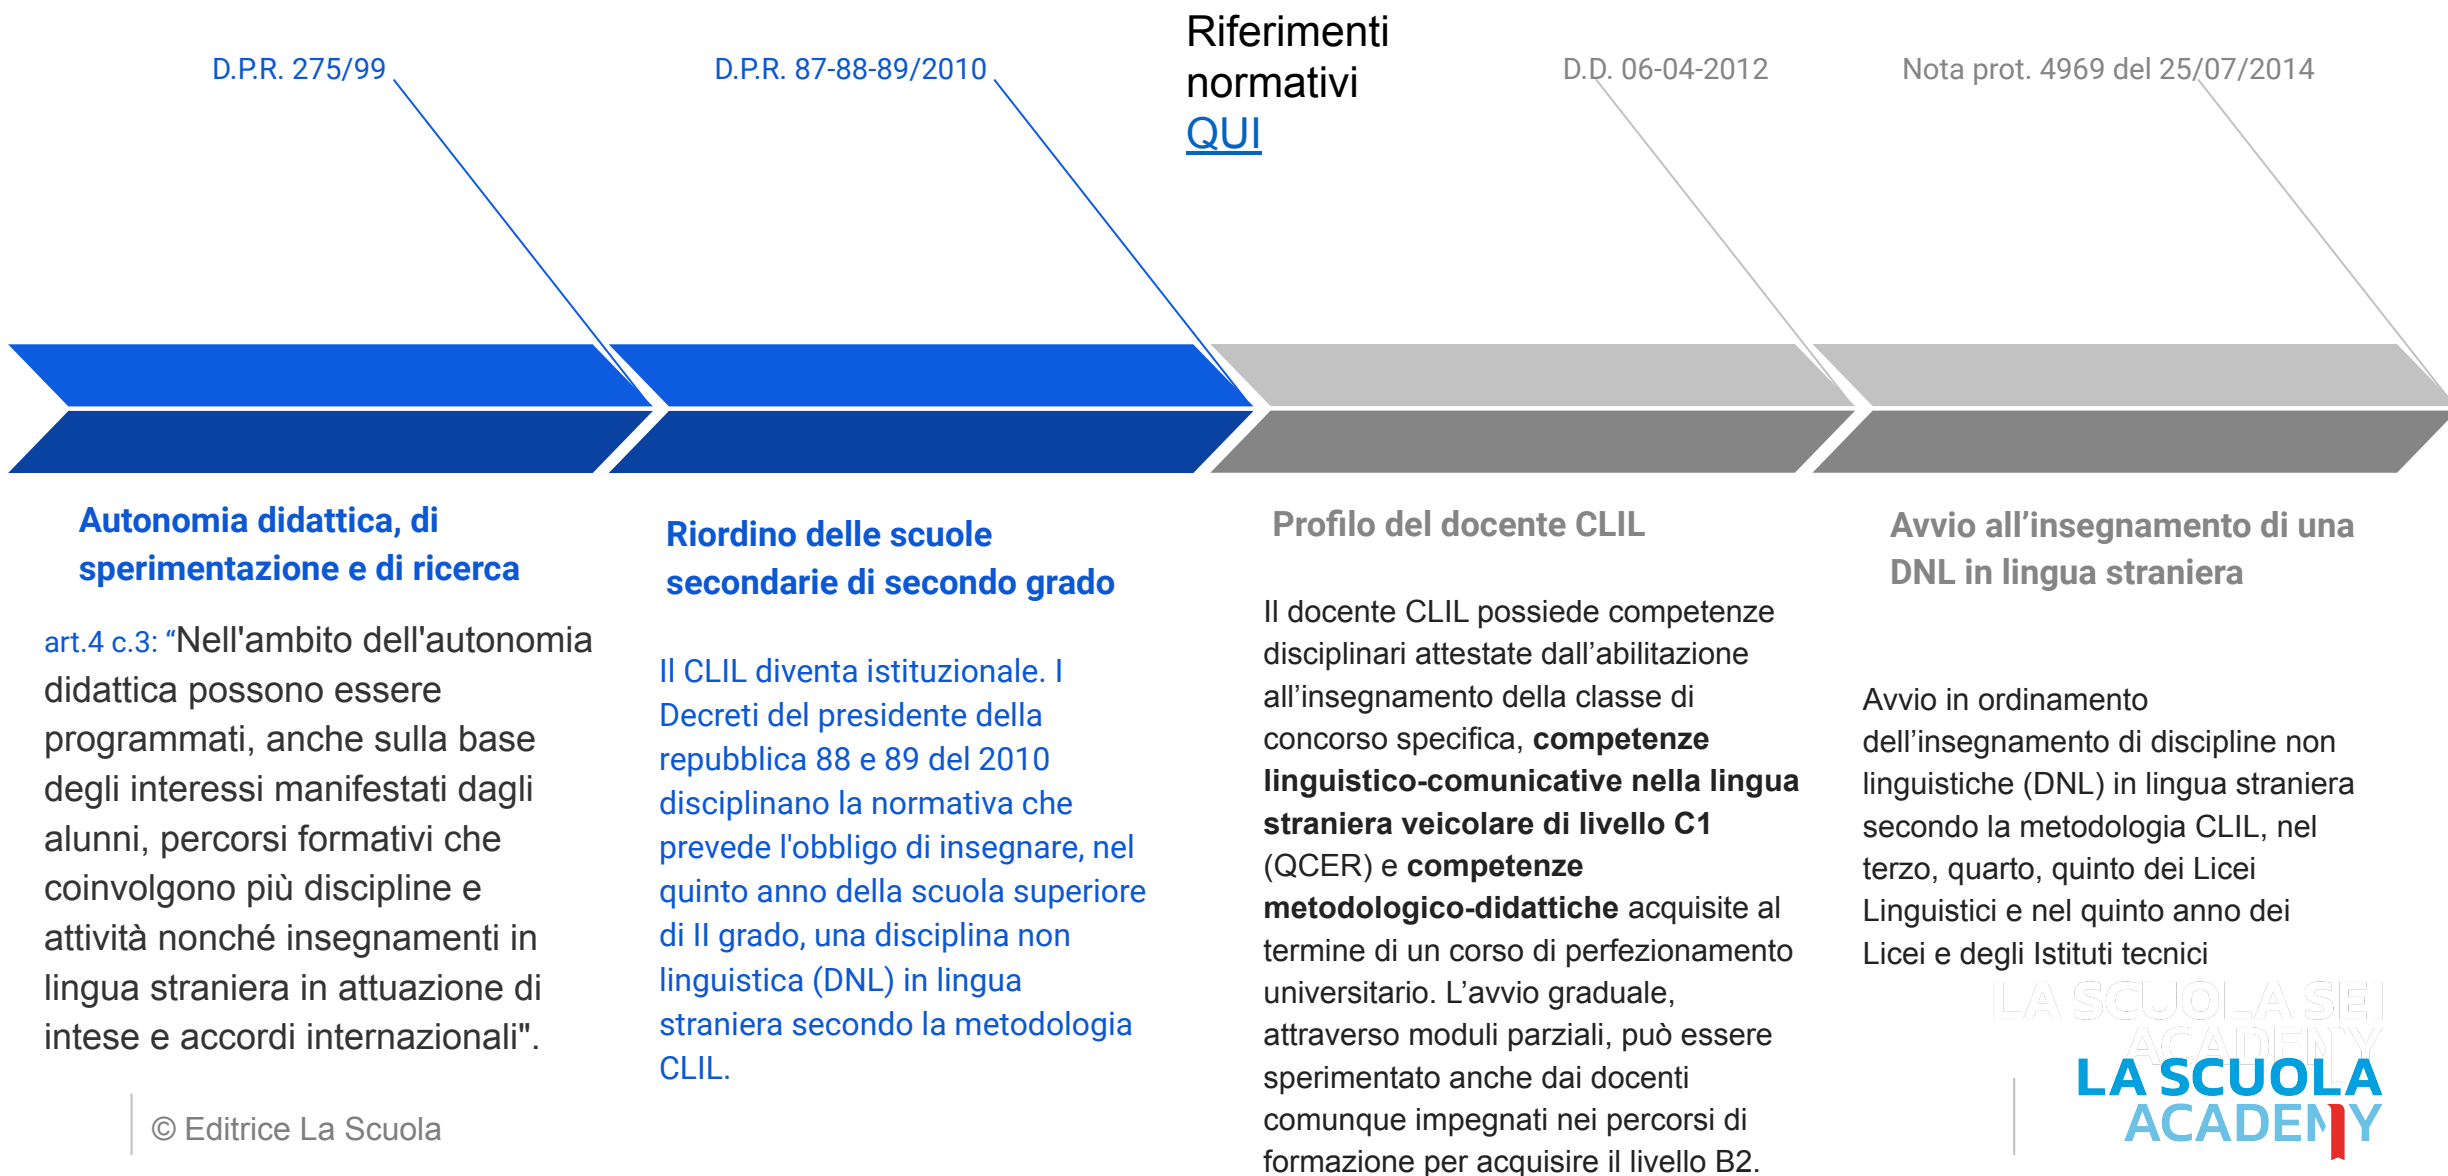 Riferimenti
normativi
QUI
D.P.R. 275/99
D.P.R. 87-88-89/2010
D.D. 06-04-2012
Nota prot. 4969 del 25/07/2014
Autonomia didattica, di
sperimentazione e di ricerca
art.4 c.3: “Nell'ambito dell'autonomia
didattica possono essere
programmati, anche sulla base
degli interessi manifestati dagli
alunni, percorsi formativi che
coinvolgono più discipline e
attività nonché insegnamenti in
lingua straniera in attuazione di
intese e accordi internazionali".
Riordino delle scuole
secondarie di secondo grado
Il CLIL diventa istituzionale. I
Decreti del presidente della
repubblica 88 e 89 del 2010
disciplinano la normativa che
prevede l'obbligo di insegnare, nel
quinto anno della scuola superiore
di II grado, una disciplina non
linguistica (DNL) in lingua
straniera secondo la metodologia
CLIL.
Profilo del docente CLIL
Il docente CLIL possiede competenze
disciplinari attestate dall’abilitazione
all’insegnamento della classe di
concorso specifica, competenze
linguistico-comunicative nella lingua
straniera veicolare di livello C1
(QCER) e competenze
metodologico-didattiche acquisite al
termine di un corso di perfezionamento
universitario. L’avvio graduale,
attraverso moduli parziali, può essere
sperimentato anche dai docenti
comunque impegnati nei percorsi di
formazione per acquisire il livello B2.
Avvio all’insegnamento di una
DNL in lingua straniera
Avvio in ordinamento
dell’insegnamento di discipline non
linguistiche (DNL) in lingua straniera
secondo la metodologia CLIL, nel
terzo, quarto, quinto dei Licei
Linguistici e nel quinto anno dei
Licei e degli Istituti tecnici
LA SCUOLA SEI
ACADEMY
LA SCUOLA
ACADEMY
© Editrice La Scuola